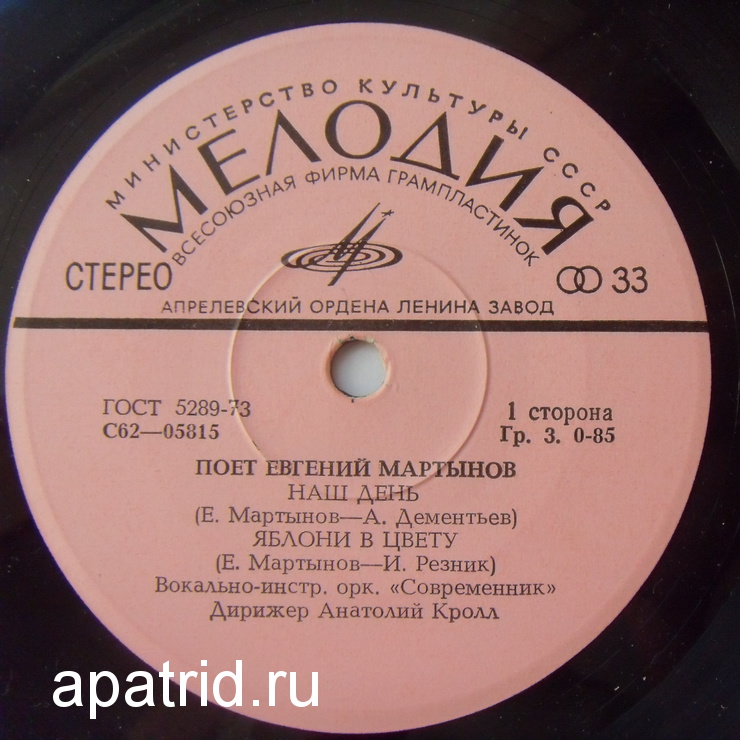 МИНИСТЕРСТВО КУЛЬТУРЫ СССР
МЕЛОДИЯ
ВСЕСОЮЗНАЯ ФИРМА ГРАМПЛАСТИНОК
СТЕРЕО
33
АПРЕЛЕВСКИЙ ОРДЕНА ЛЕНИНА ЗАВОД
ГОСТ 5289-73
1 сторона
С62—05815
Гр. 3. 0-85
ПОЕТ ЕВГЕНИЙ МАРТЫНОВ
НАШ ДЕНЬ
(Е. Мартынов—А. Дементьев)
ЯБЛОНИ В ЦВЕТУ
(Е. Мартынов—И. Резник)
Вокально-инстр. орк. «Современник»
Дирижер Анатолий Кролл
apatrid.ru